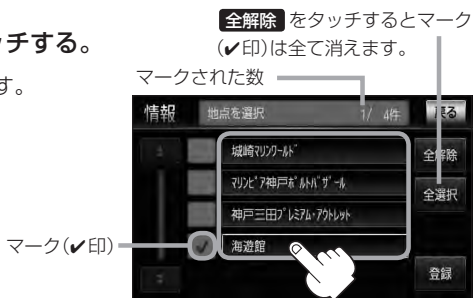 全解除 をタッチするとマーク
ッチする。
(✔印)は全て消えます。
す。
マークされた数
情報 地点を選択 1/ 4件 戻る
城崎マリンワールド 全解除
マリンピア神戸ポルトバザール
全選択
神戸三田プレミアム・アウトレット
マーク(✔印)
海遊館
登録